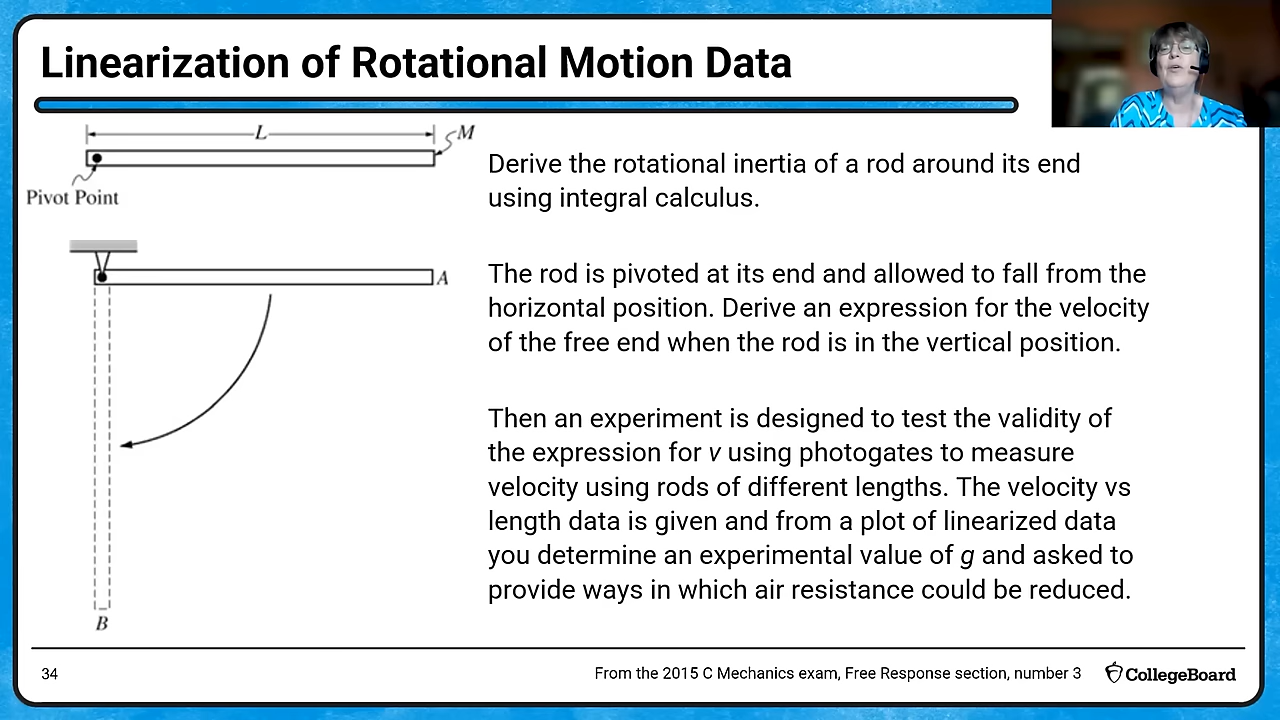 Linearization of Rotational Motion Data
L
M
Pivot Point
A
B
Derive the rotational inertia of a rod around its end
using integral calculus.
The rod is pivoted at its end and allowed to fall from the
horizontal position. Derive an expression for the velocity
of the free end when the rod is in the vertical position.
Then an experiment is designed to test the validity of
the expression for v using photogates to measure
velocity using rods of different lengths. The velocity vs
length data is given and from a plot of linearized data
you determine an experimental value of g and asked to
provide ways in which air resistance could be reduced.
34
From the 2015 C Mechanics exam, Free Response section, number 3
CollegeBoard